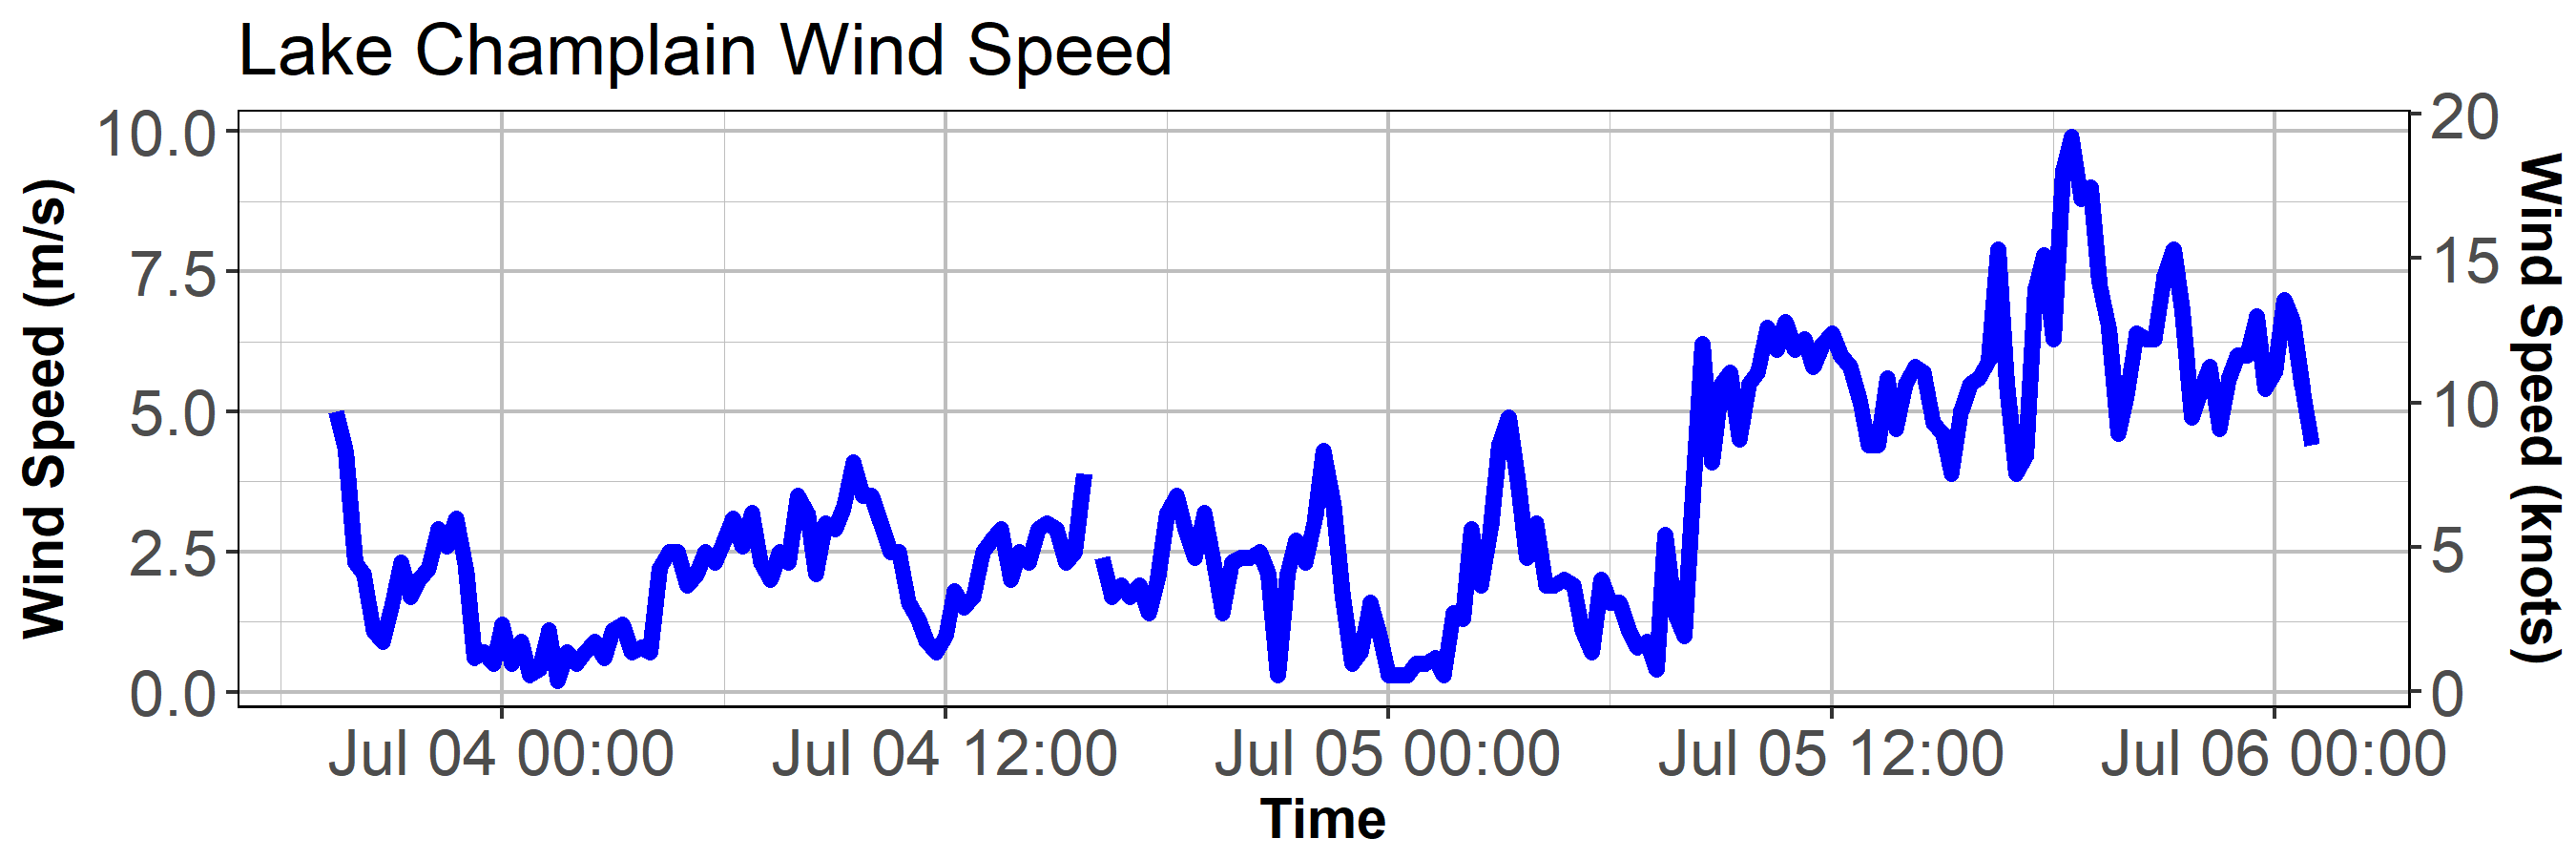 Lake Champlain Wind Speed
Wind Speed (m/s)
10.0
7.5
5.0
2.5
0.0
20
15
10
5
0
Wind Speed (knots)
Jul 04 00:00 Jul 04 12:00 Jul 05 00:00 Jul 05 12:00 Jul 06 00:00
Time